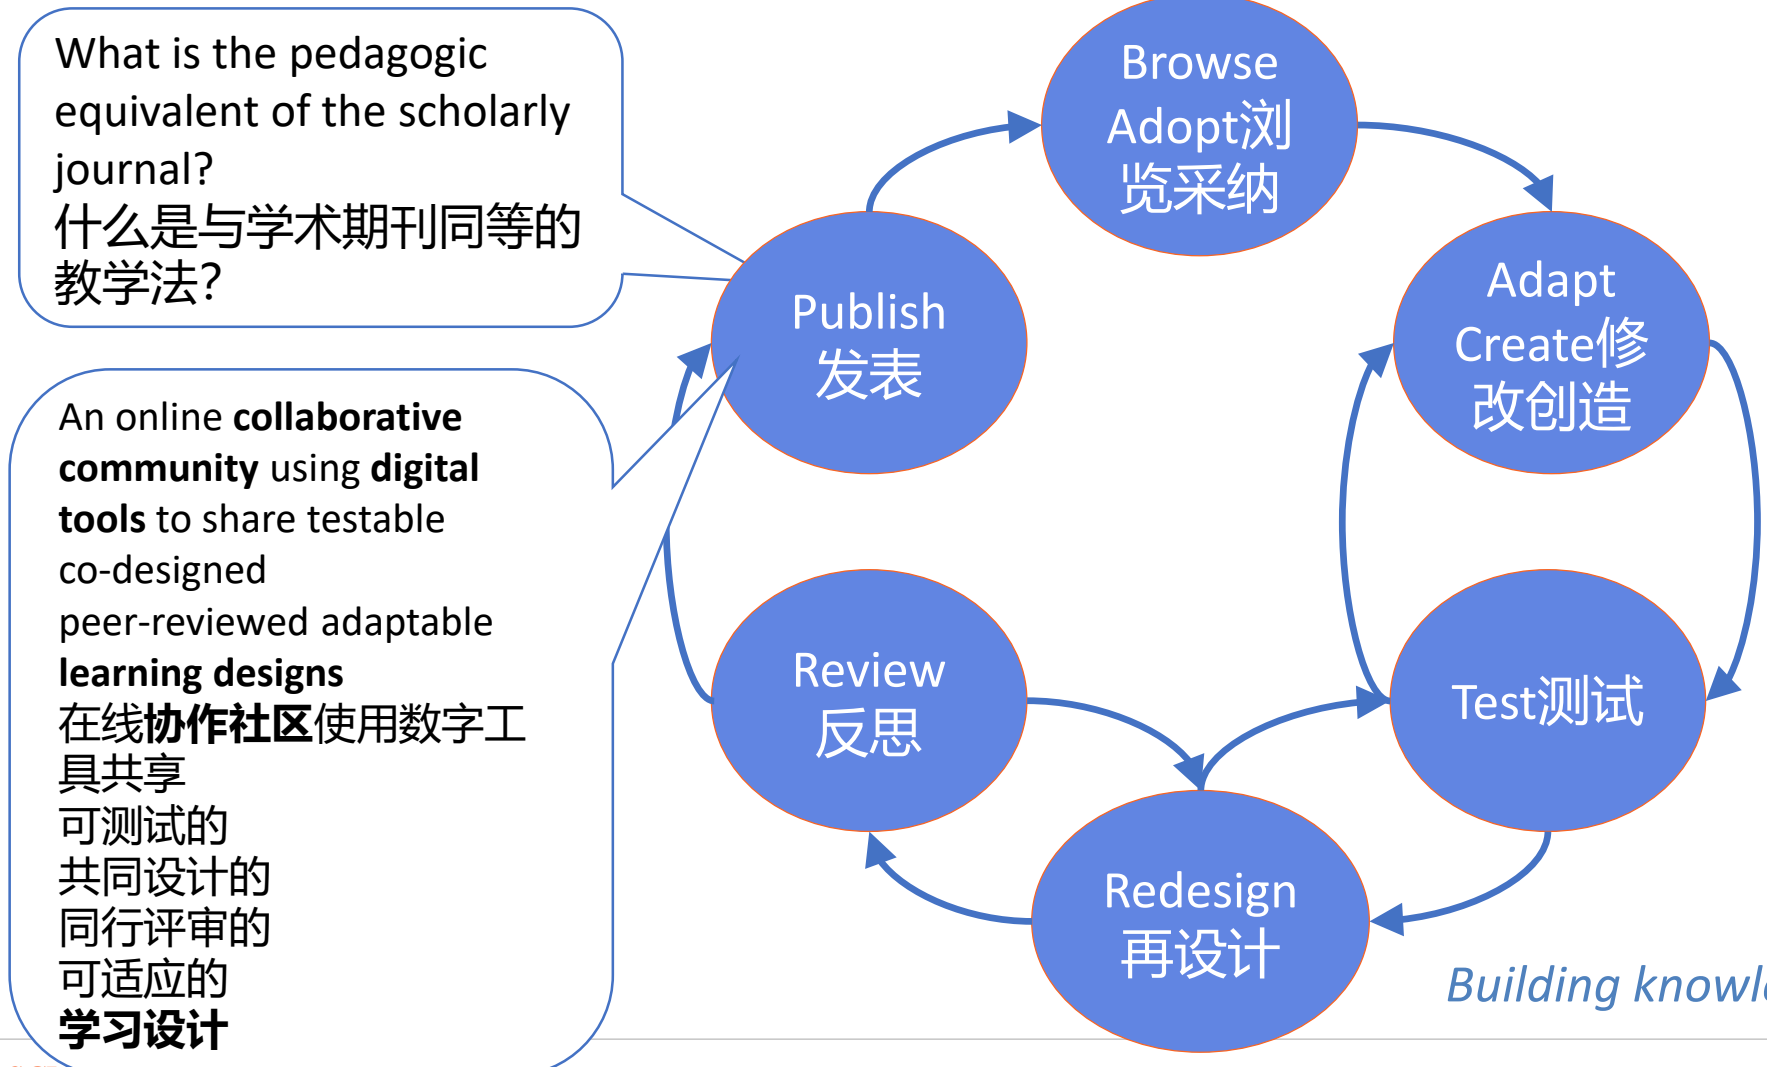 What is the pedagogic
equivalent of the scholarly
journal?
什么是与学术期刊同等的
教学法?
An online collaborative
community using digital
tools to share testable
co-designed
peer-reviewed adaptable
learning designs
在线协作社区使用数字工
具共享
可测试的
共同设计的
同行评审的
可适应的
学习设计
Browse
Adopt浏
览采纳
Adapt
Create修
改创造
Publish
发表
Review
反思
Test测试
Redesign
再设计
Building